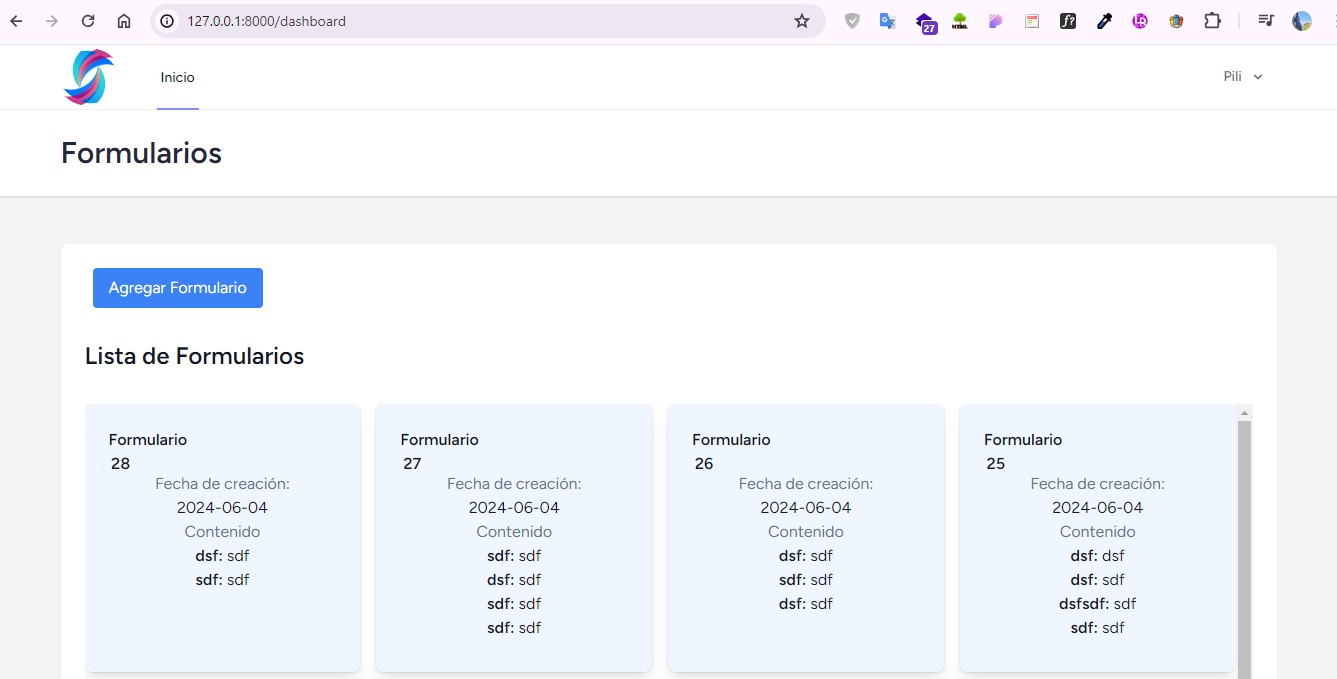 127.0.0.1:8000/dashboard
27
HTML
f?
LR
Inicio
Pili
Formularios
Agregar Formulario
Lista de Formularios
Formulario
28
Fecha de creación:
2024-06-04
Contenido
dsf: sdf
sdf: sdf
Formulario
27
Fecha de creación:
2024-06-04
Contenido
sdf: sdf
dsf: sdf
sdf: sdf
sdf: sdf
Formulario
26
Fecha de creación:
2024-06-04
Contenido
dsf: sdf
sdf: sdf
dsf: sdf
Formulario
25
Fecha de creación:
2024-06-04
Contenido
dsf: dsf
dsf: sdf
dsfsdf: sdf
sdf: sdf